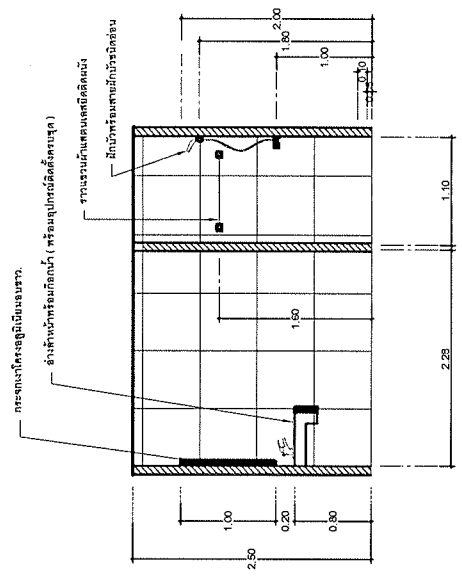 กระจกเงาโครงอลูมิเนียมอบขาว.
อ่างล้างหน้าพร้อมก๊อกน้ำ ( พร้อมอุปกรณ์ติดตั้งครบชุด )
ราวแขวนผ้าสแตนเลสยึดติดผนัง
ฝักบัวพร้อมสายฝักบัวชนิดอ่อน
2.50
1.00
0.20
0.80
1.60
2.00
1.80
1.00
0.10
2.28
1.10